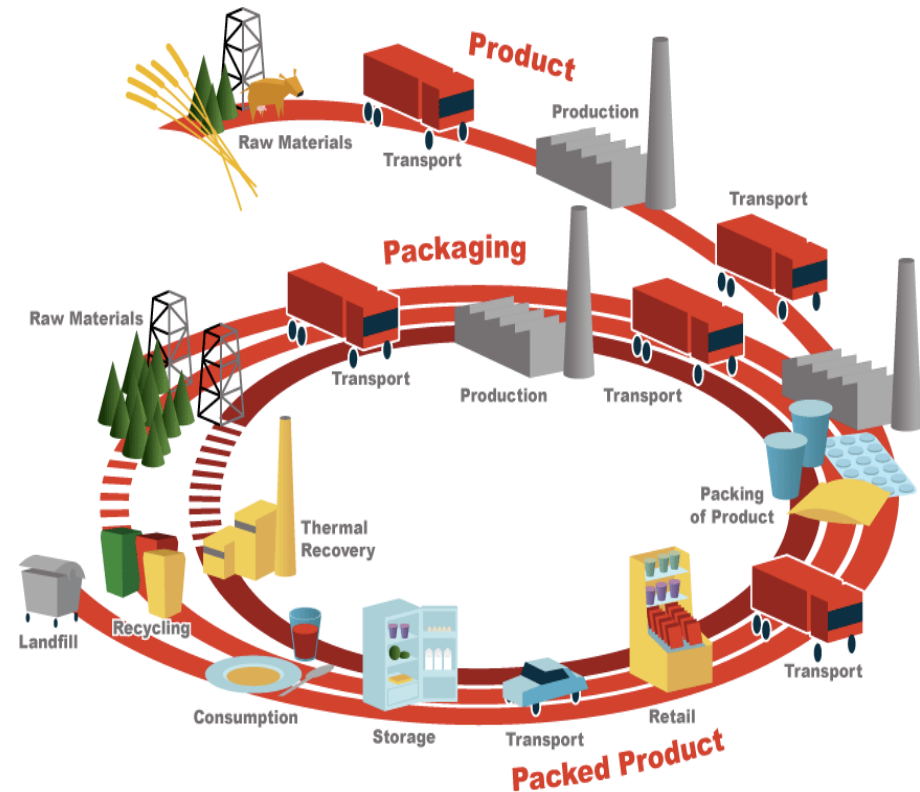 Product
Production
Raw Materials
Transport
Transport
Packaging
Raw Materials
Transport
Production
Transport
Packing
of Product
Thermal
Recovery
Landfill
Recycling
Transport
Consumption
Storage
Transport
Retail
Packed Product